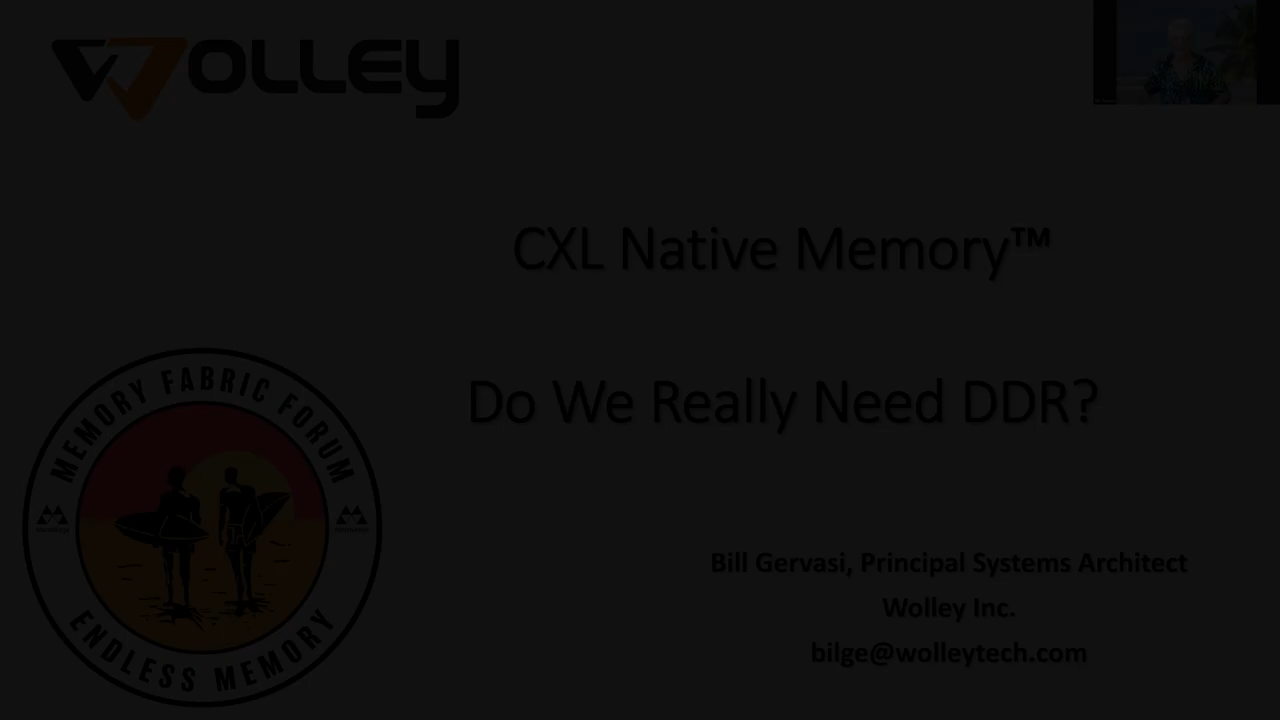 WOLLEY
CXL Native Memory™
Do We Really Need DDR?
MEMORY FABRIC FORUM
ENDLESS MEMORY
Bill Gervasi, Principal Systems Architect
Wolley Inc.
bilge@wolleytech.com